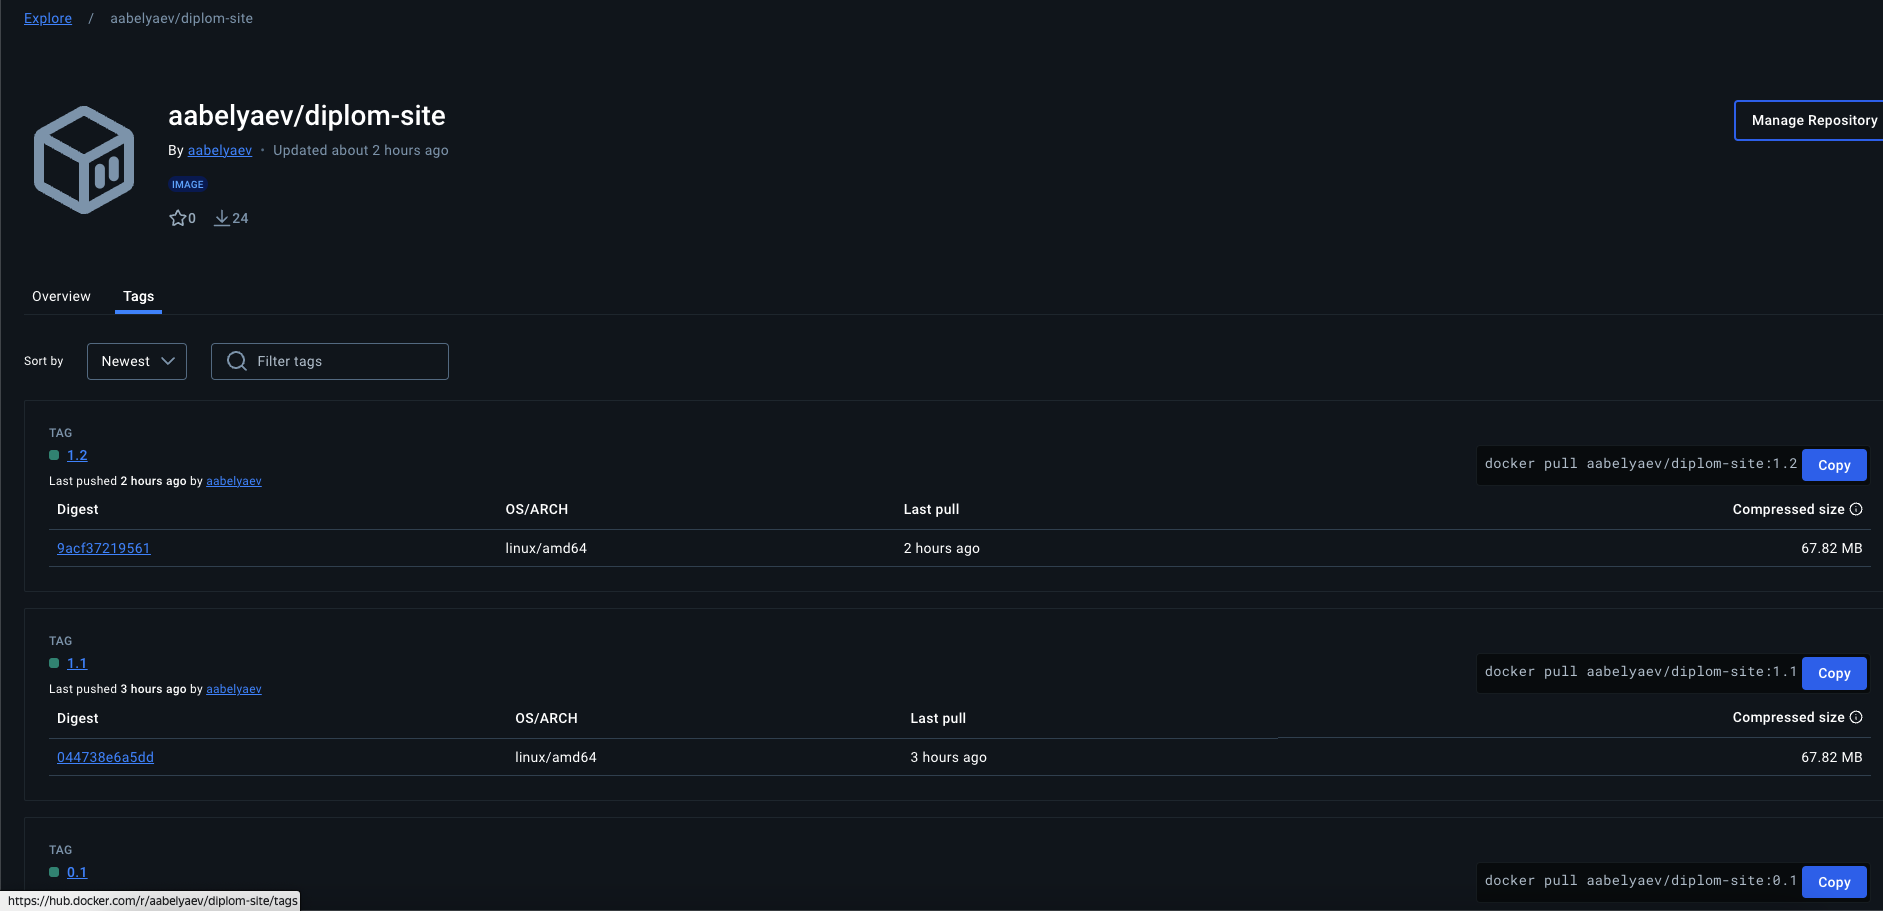 Explore / aabelyaev/diplom-site
aabelyaev/diplom-site
Manage Repository
By aabelyaev · Updated about 2 hours ago
IMAGE
0 24
Overview Tags
Sort by Newest Filter tags
TAG
1.2
docker pull aabelyaev/diplom-site:1.2 Copy
Last pushed 2 hours ago by aabelyaev
Digest OS/ARCH Last pull Compressed size
9acf37219561 linux/amd64 2 hours ago 67.82 MB
TAG
1.1
docker pull aabelyaev/diplom-site:1.1 Copy
Last pushed 3 hours ago by aabelyaev
Digest OS/ARCH Last pull Compressed size
044738e6a5dd linux/amd64 3 hours ago 67.82 MB
TAG
0.1
docker pull aabelyaev/diplom-site:0.1 Copy
https://hub.docker.com/r/aabelyaev/diplom-site/tags